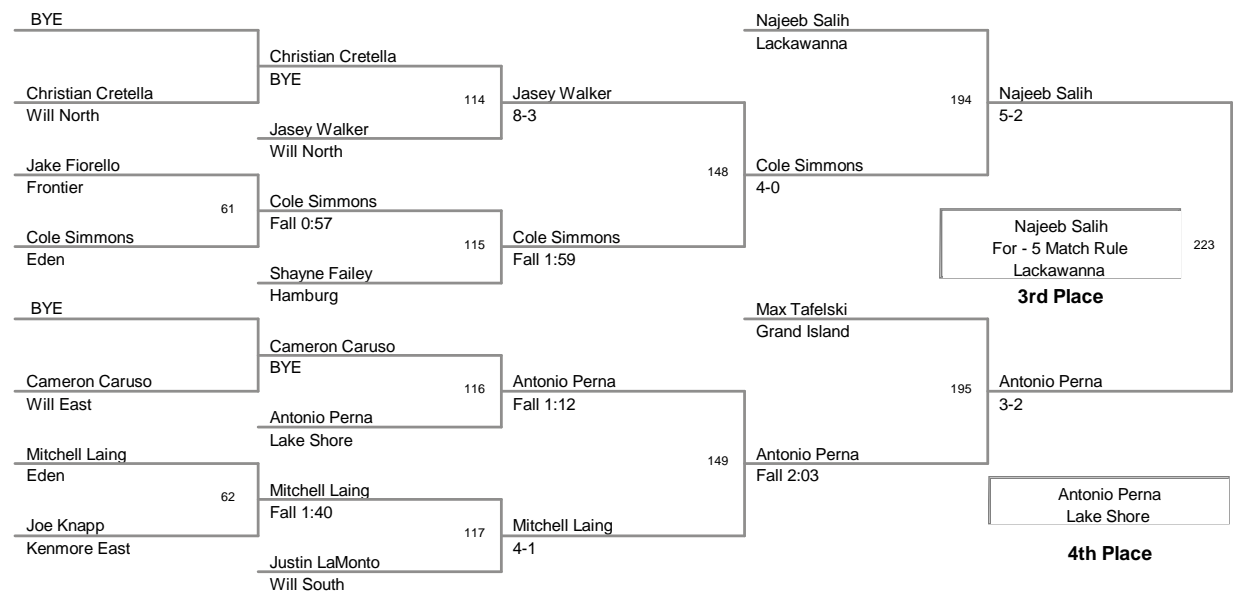 BYE
Christian Cretella
BYE
Christian Cretella
Will North
114
Jasey Walker
8-3
Jasey Walker
Will North
Jake Fiorello
Frontier
61
Cole Simmons
Fall 0:57
Cole Simmons
Eden
115
Cole Simmons
Fall 1:59
Shayne Failey
Hamburg
148
Cole Simmons
4-0
Najeeb Salih
Lackawanna
194
Najeeb Salih
5-2
Najeeb Salih
For - 5 Match Rule
Lackawanna
223
3rd Place
BYE
Cameron Caruso
BYE
Cameron Caruso
Will East
116
Antonio Perna
Fall 1:12
Antonio Perna
Lake Shore
Mitchell Laing
Eden
62
Mitchell Laing
Fall 1:40
Joe Knapp
Kenmore East
117
Mitchell Laing
4-1
Justin LaMonto
Will South
149
Antonio Perna
Fall 2:03
Max Tafelski
Grand Island
195
Antonio Perna
3-2
Antonio Perna
Lake Shore
4th Place